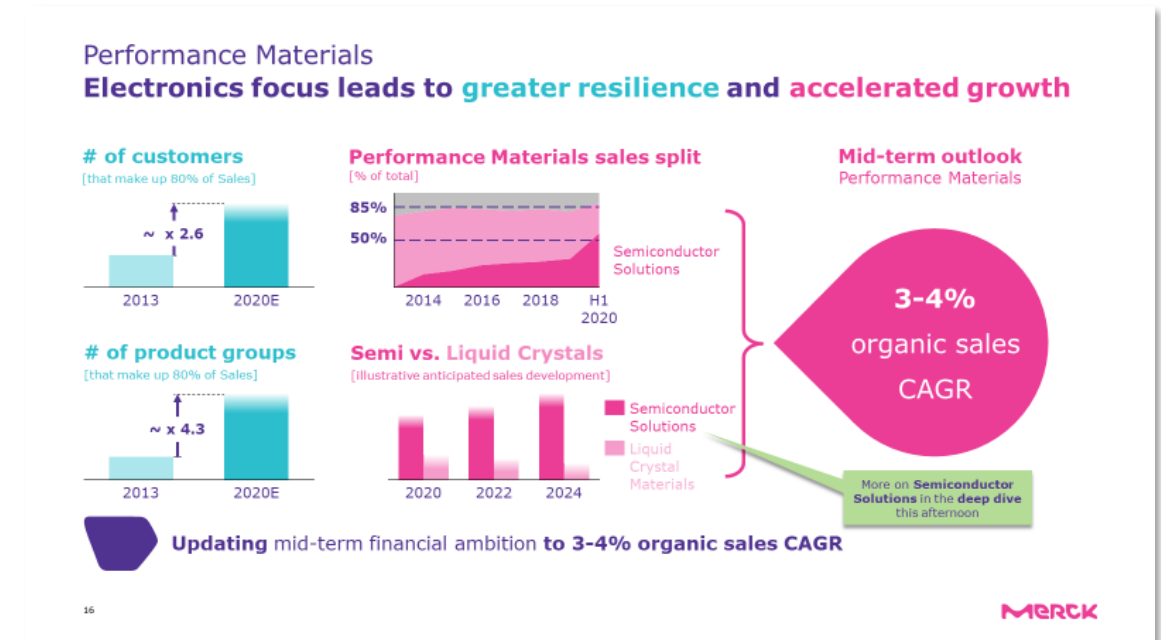 Performance Materials
Electronics focus leads to greater resilience and accelerated growth
# of customers
[that make up 80% of Sales]
~ x 2.6
2013
2020E
Performance Materials sales split
[% of total]
85%
50%
Semiconductor
Solutions
2014
2016
2018
H1
2020
# of product groups
[that make up 80% of Sales]
~ x 4.3
2013
2020E
Semi vs. Liquid Crystals
[illustrative anticipated sales development]
Semiconductor
Solutions
Liquid
Crystal
Materials
2020
2022
2024
Mid-term outlook
Performance Materials
3-4%
organic sales
CAGR
More on Semiconductor
Solutions in the deep dive
this afternoon
Updating mid-term financial ambition to 3-4% organic sales CAGR
16
MERCK